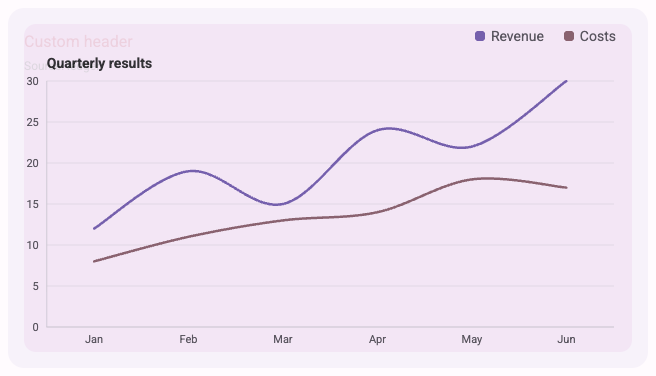 Custom header
Revenue
Costs
Quarterly results
30
25
20
15
10
5
0
Jan
Feb
Mar
Apr
May
Jun